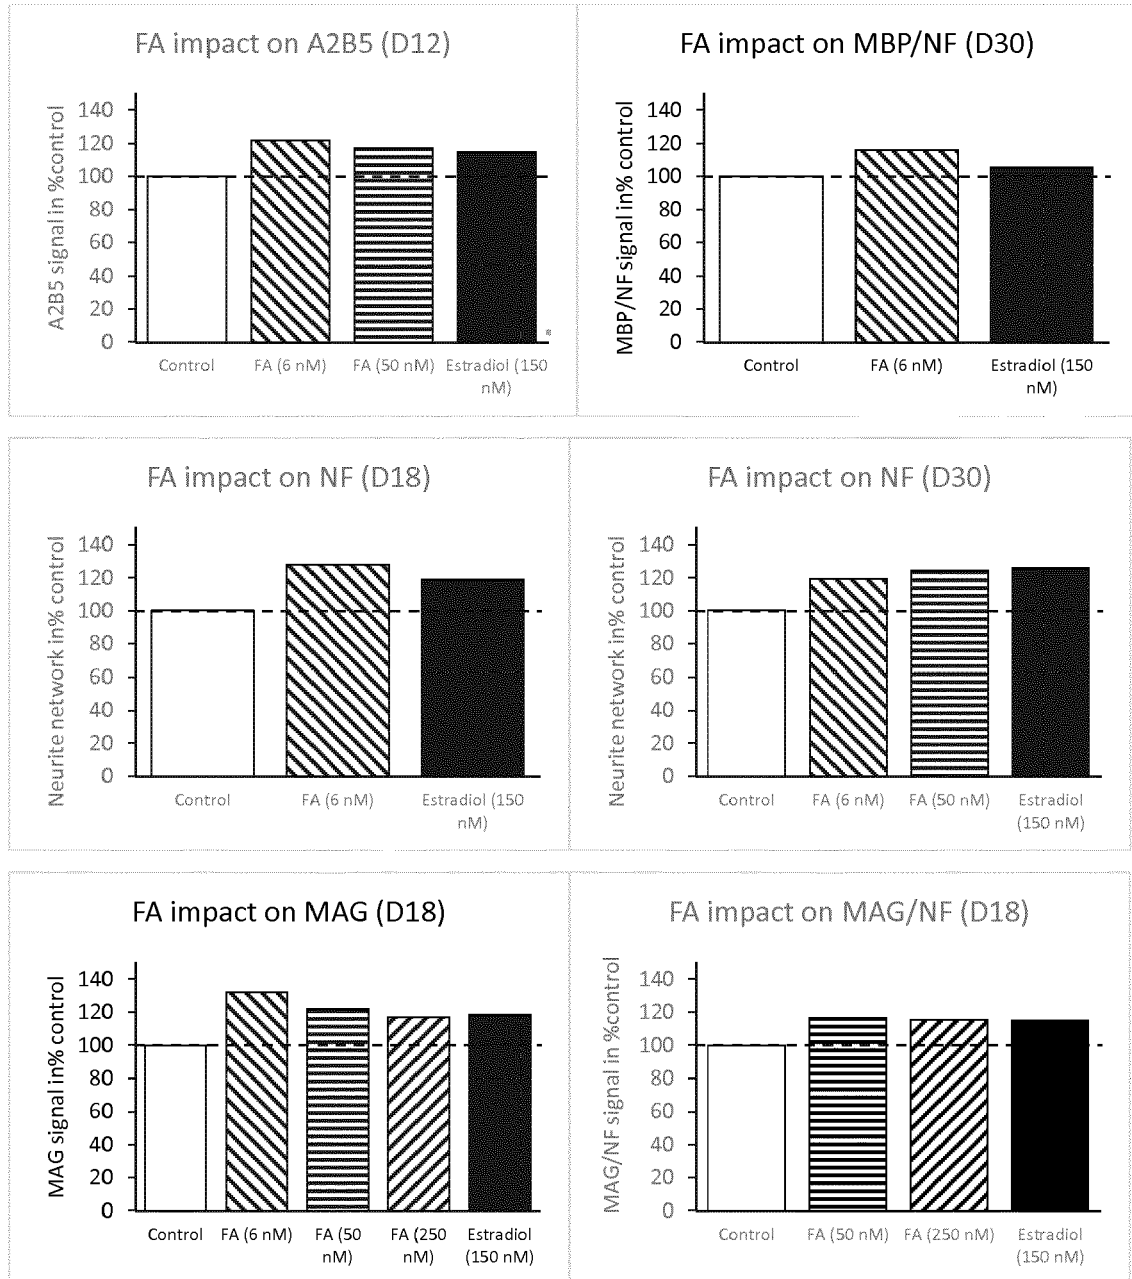 FA impact on A2B5 (D12)
A2B5 signal in %control
140
120
100
80
60
40
20
0
Control
FA (6 nM)
FA (50 nM)
Estradiol (150
nM)
FA impact on MBP/NF (D30)
MBP/NF signal in% control
140
120
100
80
60
40
20
0
Control
FA (6 nM)
Estradiol (150
nM)
FA impact on NF (D18)
Neurite network in% control
140
120
100
80
60
40
20
0
Control
FA (6 nM)
Estradiol (150
nM)
FA impact on NF (D30)
Neurite network in% control
140
120
100
80
60
40
20
0
Control
FA (6 nM)
FA (50 nM)
Estradiol
(150 nM)
FA impact on MAG (D18)
MAG signal in% control
140
120
100
80
60
40
20
0
Control
FA (6 nM)
FA (50
nM)
FA (250
nM)
Estradiol
(150 nM)
FA impact on MAG/NF (D18)
MAG/NF signal in %control
140
120
100
80
60
40
20
0
Control
FA (50 nM)
FA (250 nM)
Estradiol
(150 nM)